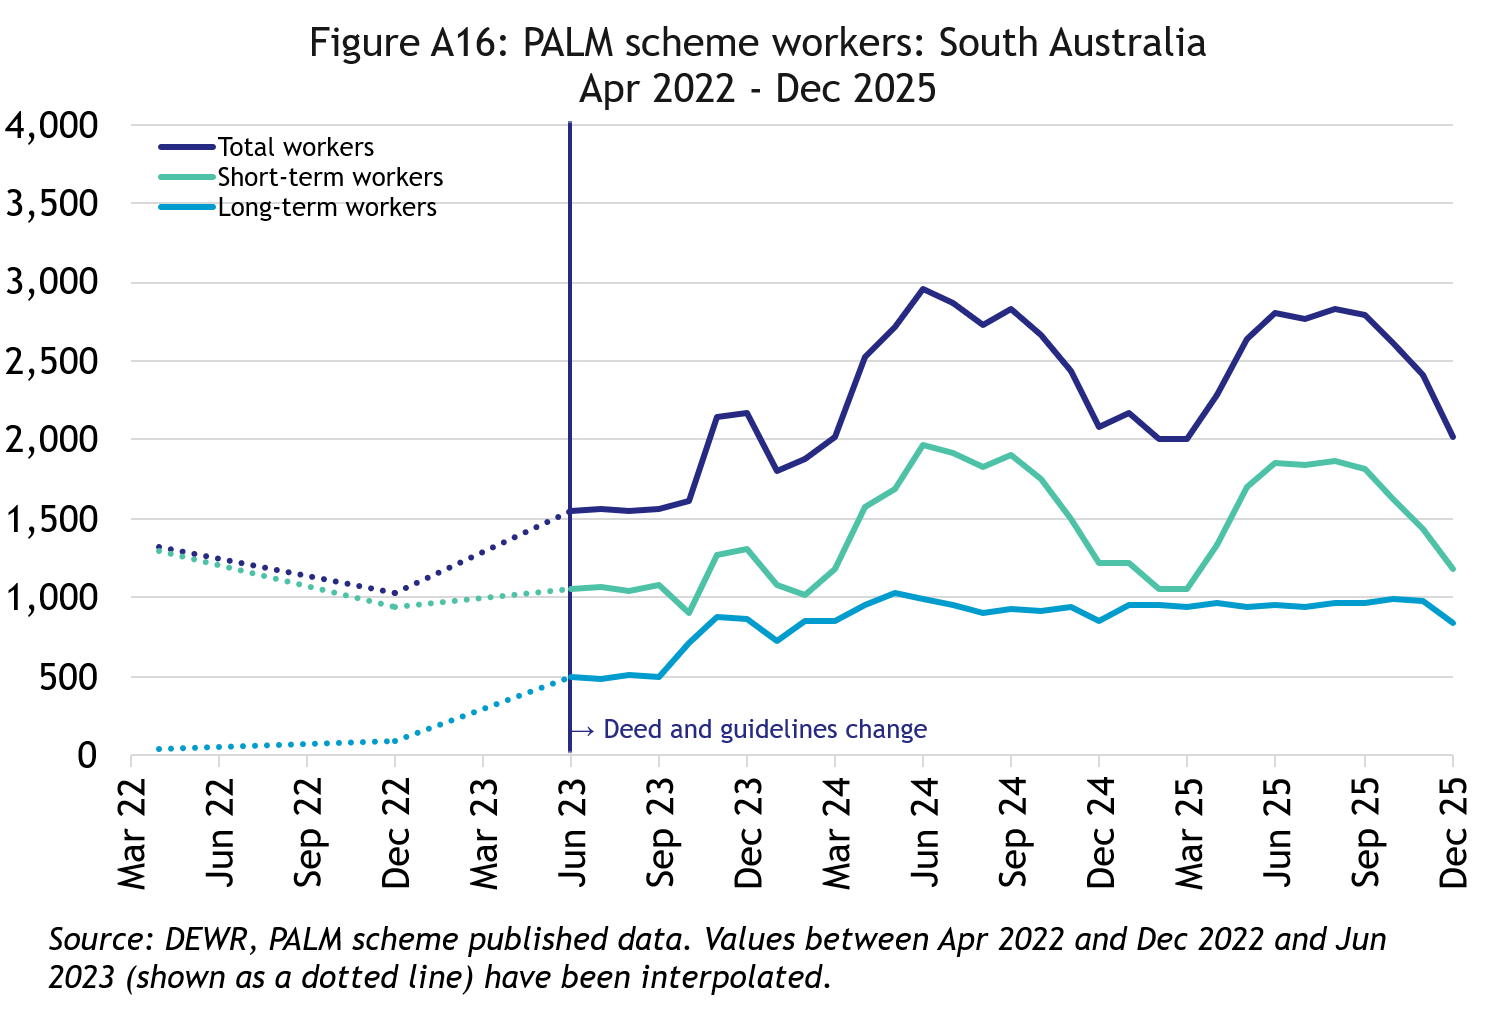 Figure A16: PALM scheme workers: South Australia
Apr 2022 - Dec 2025
4,000
3,500
3,000
2,500
2,000
1,500
1,000
500
0
Total workers
Short-term workers
Long-term workers
→ Deed and guidelines change
Mar 22
Jun 22
Sep 22
Dec 22
Mar 23
Jun 23
Sep 23
Dec 23
Mar 24
Jun 24
Sep 24
Dec 24
Mar 25
Jun 25
Sep 25
Dec 25
Source: DEWR, PALM scheme published data. Values between Apr 2022 and Dec 2022 and Jun
2023 (shown as a dotted line) have been interpolated.